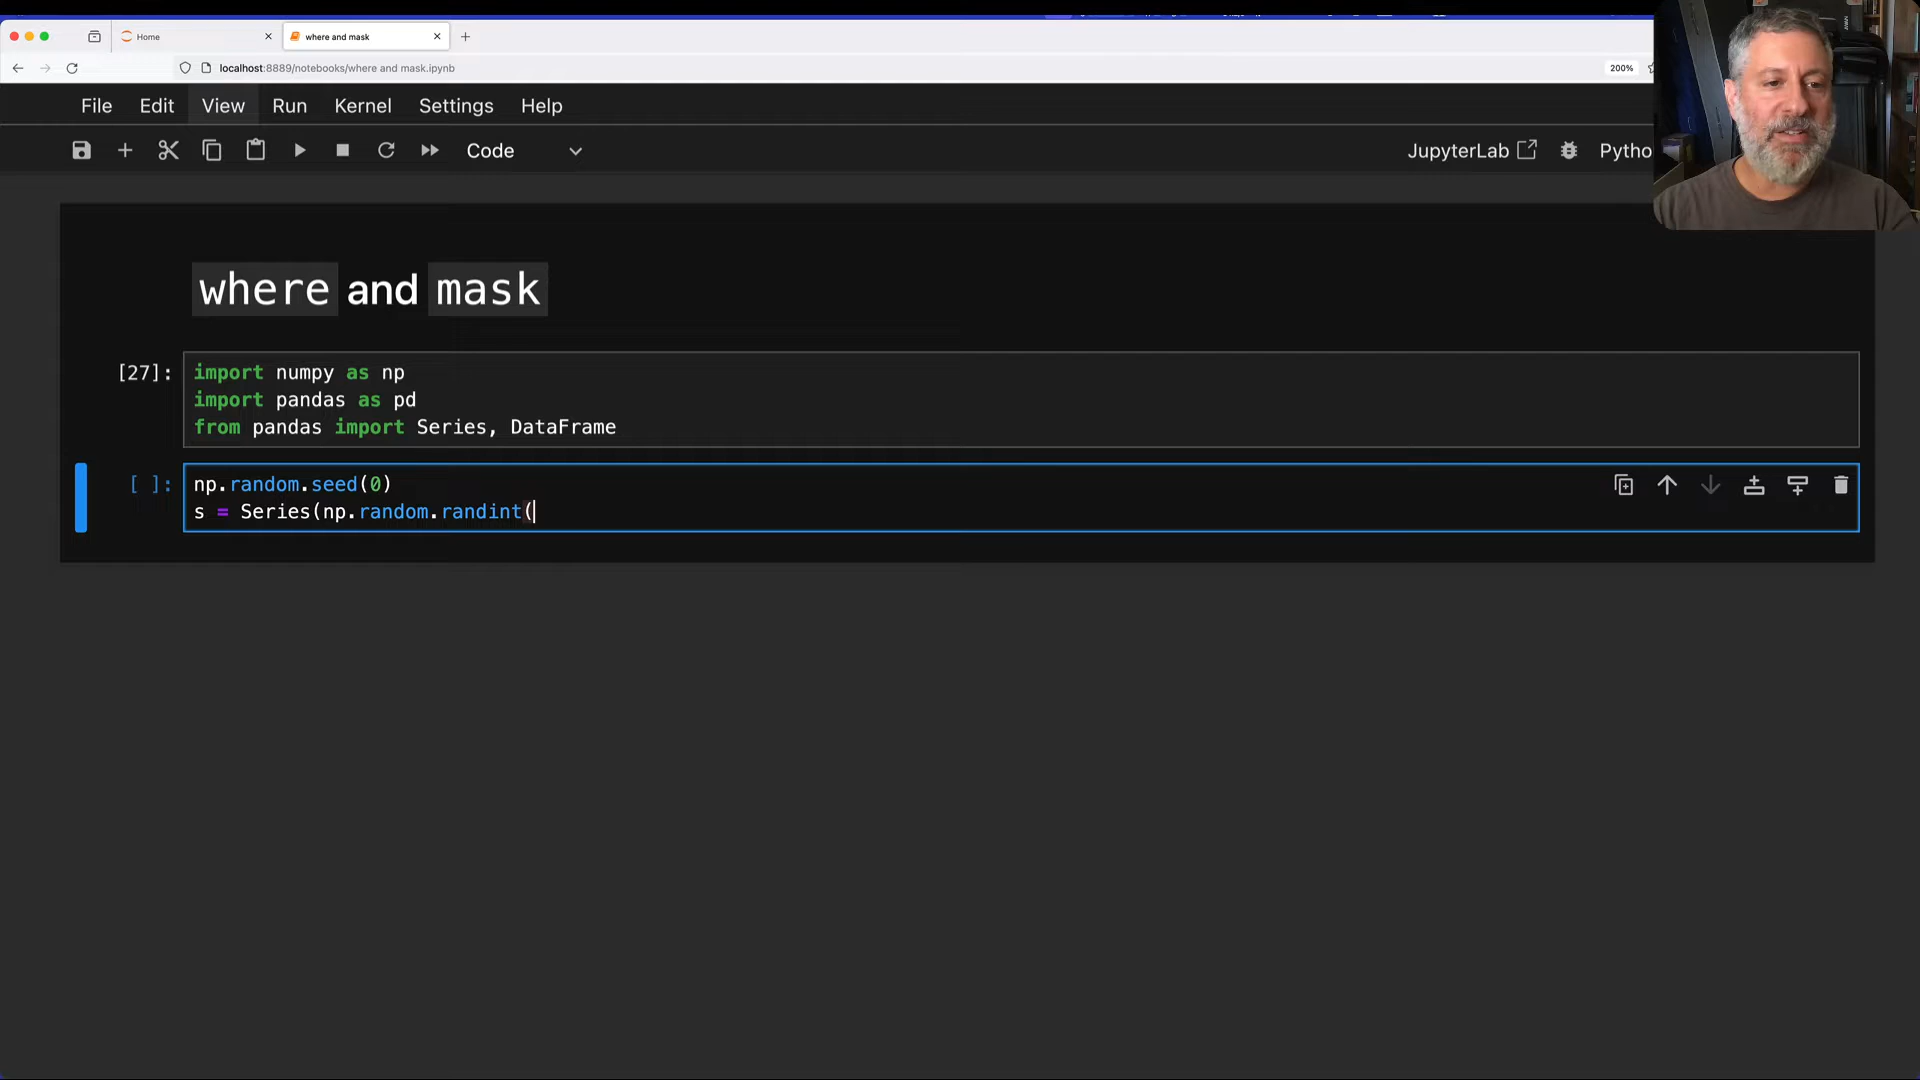 Home
where and mask
localhost:8889/notebooks/where and mask.ipynb
200%
File Edit View Run Kernel Settings Help
Code
JupyterLab
Pytho
where and mask
[27]:
import numpy as np
import pandas as pd
from pandas import Series, DataFrame
[ ]:
np.random.seed(0)
s = Series(np.random.randint(